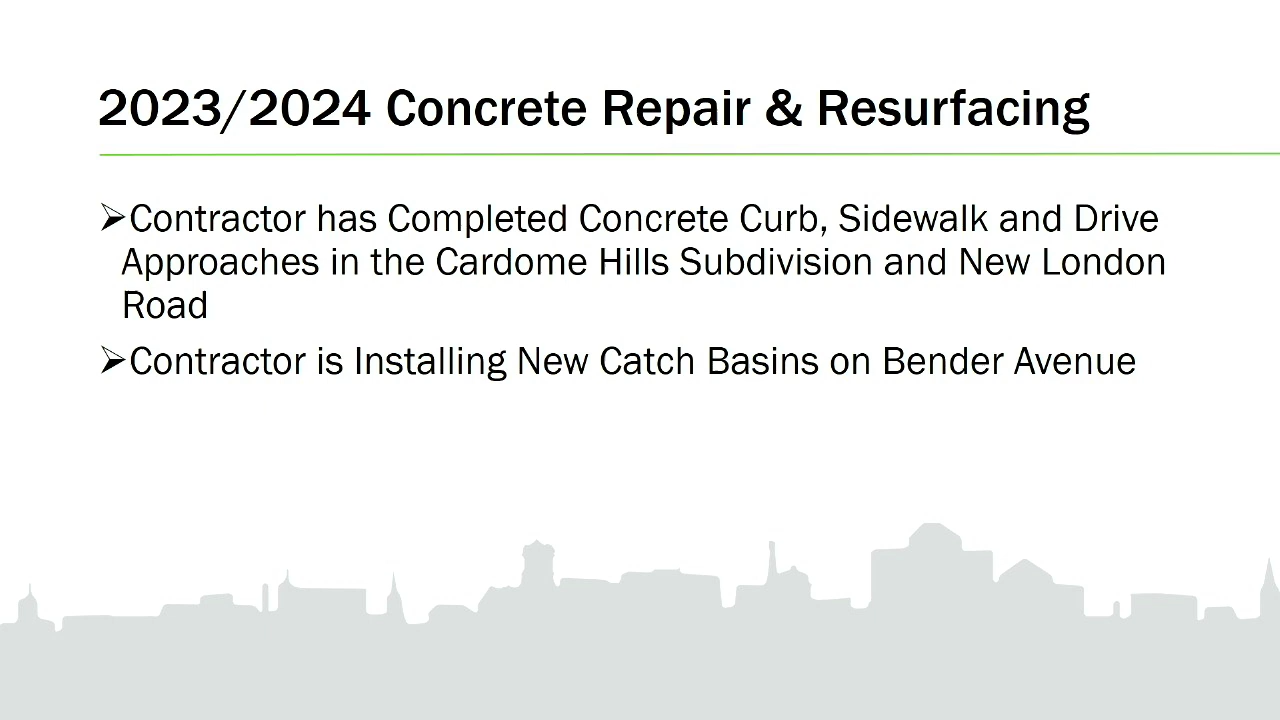 2023/2024 Concrete Repair & Resurfacing
➢Contractor has Completed Concrete Curb, Sidewalk and Drive
Approaches in the Cardome Hills Subdivision and New London
Road
➢Contractor is Installing New Catch Basins on Bender Avenue